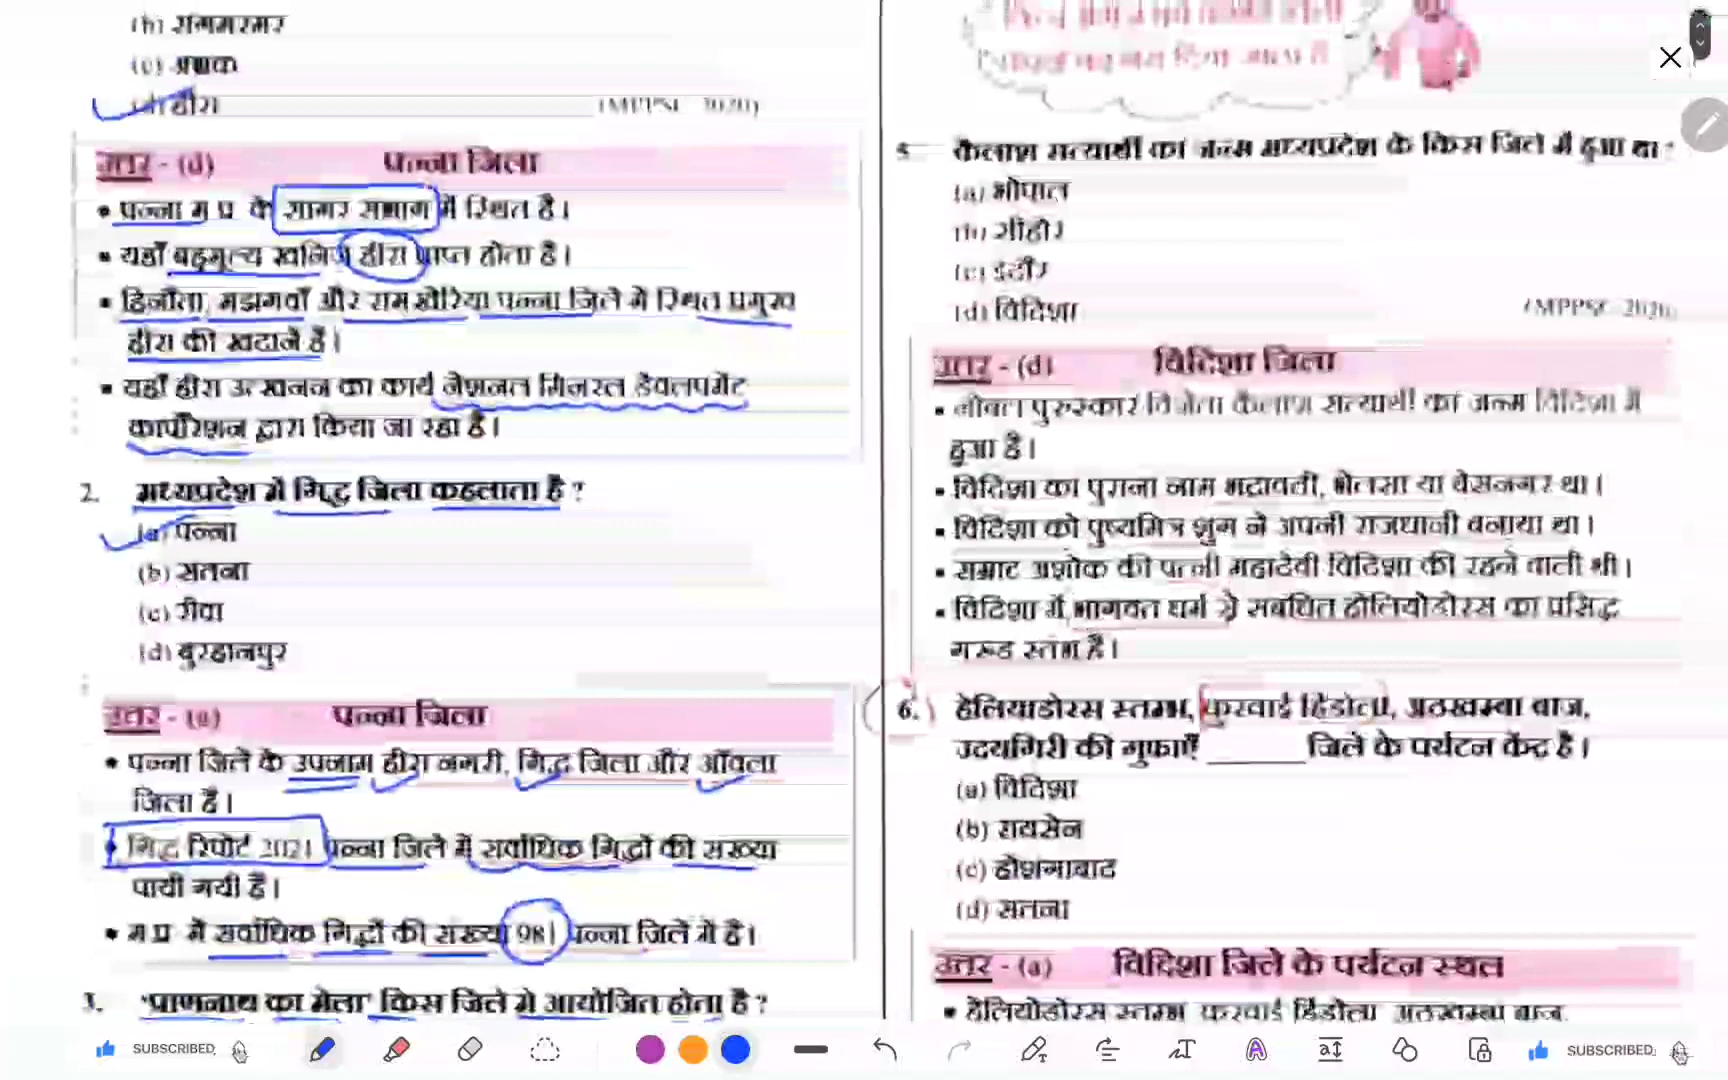 (b) संगमरमर
(c) अभ्रक
(d) हीरा (MPPSC 2020)
उत्तर - (d) पन्ना जिला
• पन्ना म.प्र. के सागर संभाग में स्थित है।
• यहाँ बहुमूल्य खनिज हीरा प्राप्त होता है।
• हिनौता, मझगवाँ और रामखेरिया पन्ना जिले में स्थित प्रमुख
हीरा की खदानें हैं।
• यहाँ हीरा उत्खनन का कार्य नेशनल मिनरल डेवलपमेंट
कार्पोरेशन द्वारा किया जा रहा है।
2. मध्यप्रदेश में गिद्ध जिला कहलाता है ?
(a) पन्ना
(b) सतना
(c) रीवा
(d) बुरहानपुर
उत्तर - (a) पन्ना जिला
• पन्ना जिले के उपनाम हीरा नगरी, गिद्ध जिला और आँवला
जिला है।
• गिद्ध रिपोर्ट 2021 पन्ना जिले में सर्वाधिक गिद्धों की संख्या
पायी गयी है।
• म.प्र. में सर्वाधिक गिद्धों की संख्या 981 पन्ना जिलें में है।
3. 'प्राणनाथ का मेला' किस जिले में आयोजित होता है ?
5. कैलाश सत्यार्थी का जन्म मध्यप्रदेश के किस जिले में हुआ था ?
(a) भोपाल
(b) सीहोर
(c) इंदौर
(d) विदिशा (MPPSC 2020)
उत्तर - (d) विदिशा जिला
• नोबल पुरुस्कार विजेता कैलाश सत्यार्थी का जन्म विदिशा में
हुआ है।
• विदिशा का पुराना नाम भद्रावती, भेलसा या बेसनगर था।
• विदिशा को पुष्यमित्र शुंग ने अपनी राजधानी बनाया था।
• सम्राट अशोक की पत्नी महादेवी विदिशा की रहने वाली थी।
• विदिशा में भागवत धर्म से संबंधित हेलियोडोरस का प्रसिद्ध
गरूड स्तंभ है।
6. हेलियाडोरस स्तम्भ, फुरवाई हिंडोला, अठखम्बा बाज,
उदयगिरी की गुफाएँ ______ जिले के पर्यटन केंद्र है।
(a) विदिशा
(b) रायसेन
(c) होशंगाबाद
(d) सतना
उत्तर - (a) विदिशा जिले के पर्यटन स्थल
• हेलियोडोरस स्तम्भ फुरवाई हिंडोला अठखम्बा बाज,
SUBSCRIBED
SUBSCRIBED